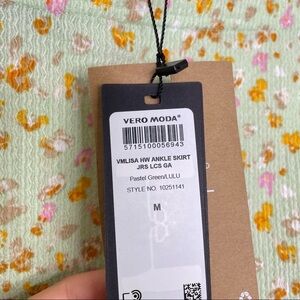 VERO MODA®
5715100056943
VMLISA HW ANKLE SKIRT
JRS LCS GA
Pastel Green/LULU
STYLE NO. 10251141
M